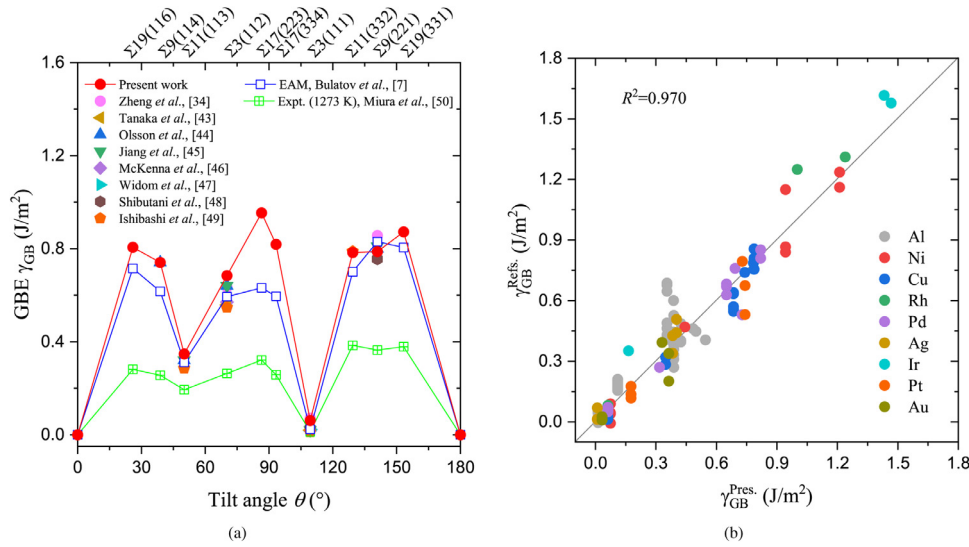 Σ19(116)
Σ9(114)
Σ11(113)
Σ3(112)
Σ17(223)
Σ17(334)
Σ3(111)
Σ11(332)
Σ9(221)
Σ19(331)
1.6
1.2
0.8
0.4
0.0
GBE γGB (J/m²)
Present work
Zheng et al., [34]
Tanaka et al., [43]
Olsson et al., [44]
Jiang et al., [45]
McKenna et al., [46]
Widom et al., [47]
Shibutani et al., [48]
Ishibashi et al., [49]
EAM, Bulatov et al., [7]
Expt. (1273 K), Miura et al., [50]
0 30 60 90 120 150 180
Tilt angle θ (°)
(a)
1.8
1.5
1.2
0.9
0.6
0.3
0.0
γGB Refs. (J/m²)
R²=0.970
Al
Ni
Cu
Rh
Pd
Ag
Ir
Pt
Au
0.0 0.3 0.6 0.9 1.2 1.5 1.8
γGB Pres. (J/m²)
(b)